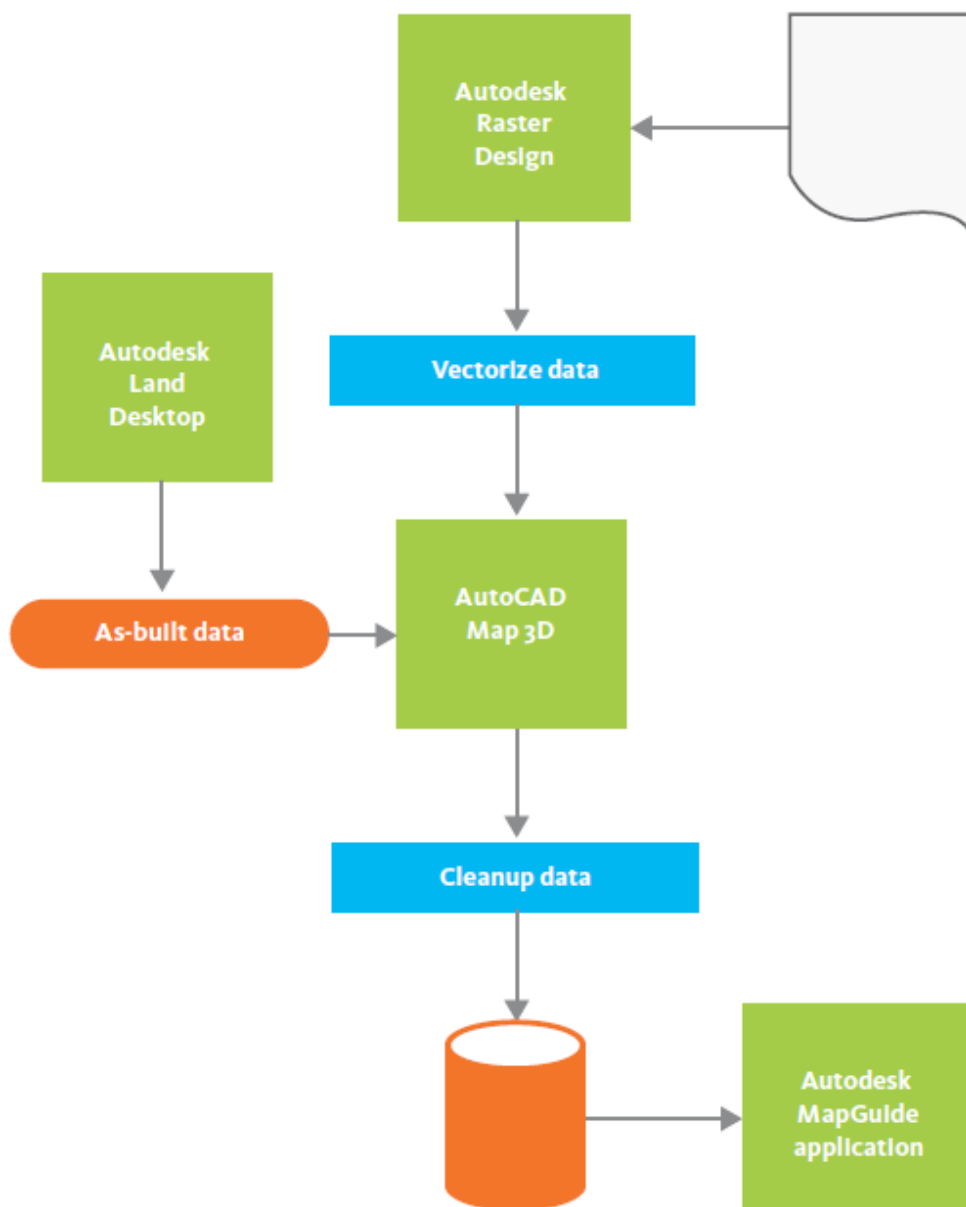 Autodesk
Raster
Design
Vectorize data
Autodesk
Land
Desktop
As-built data
AutoCAD
Map 3D
Cleanup data
Autodesk
MapGuide
application